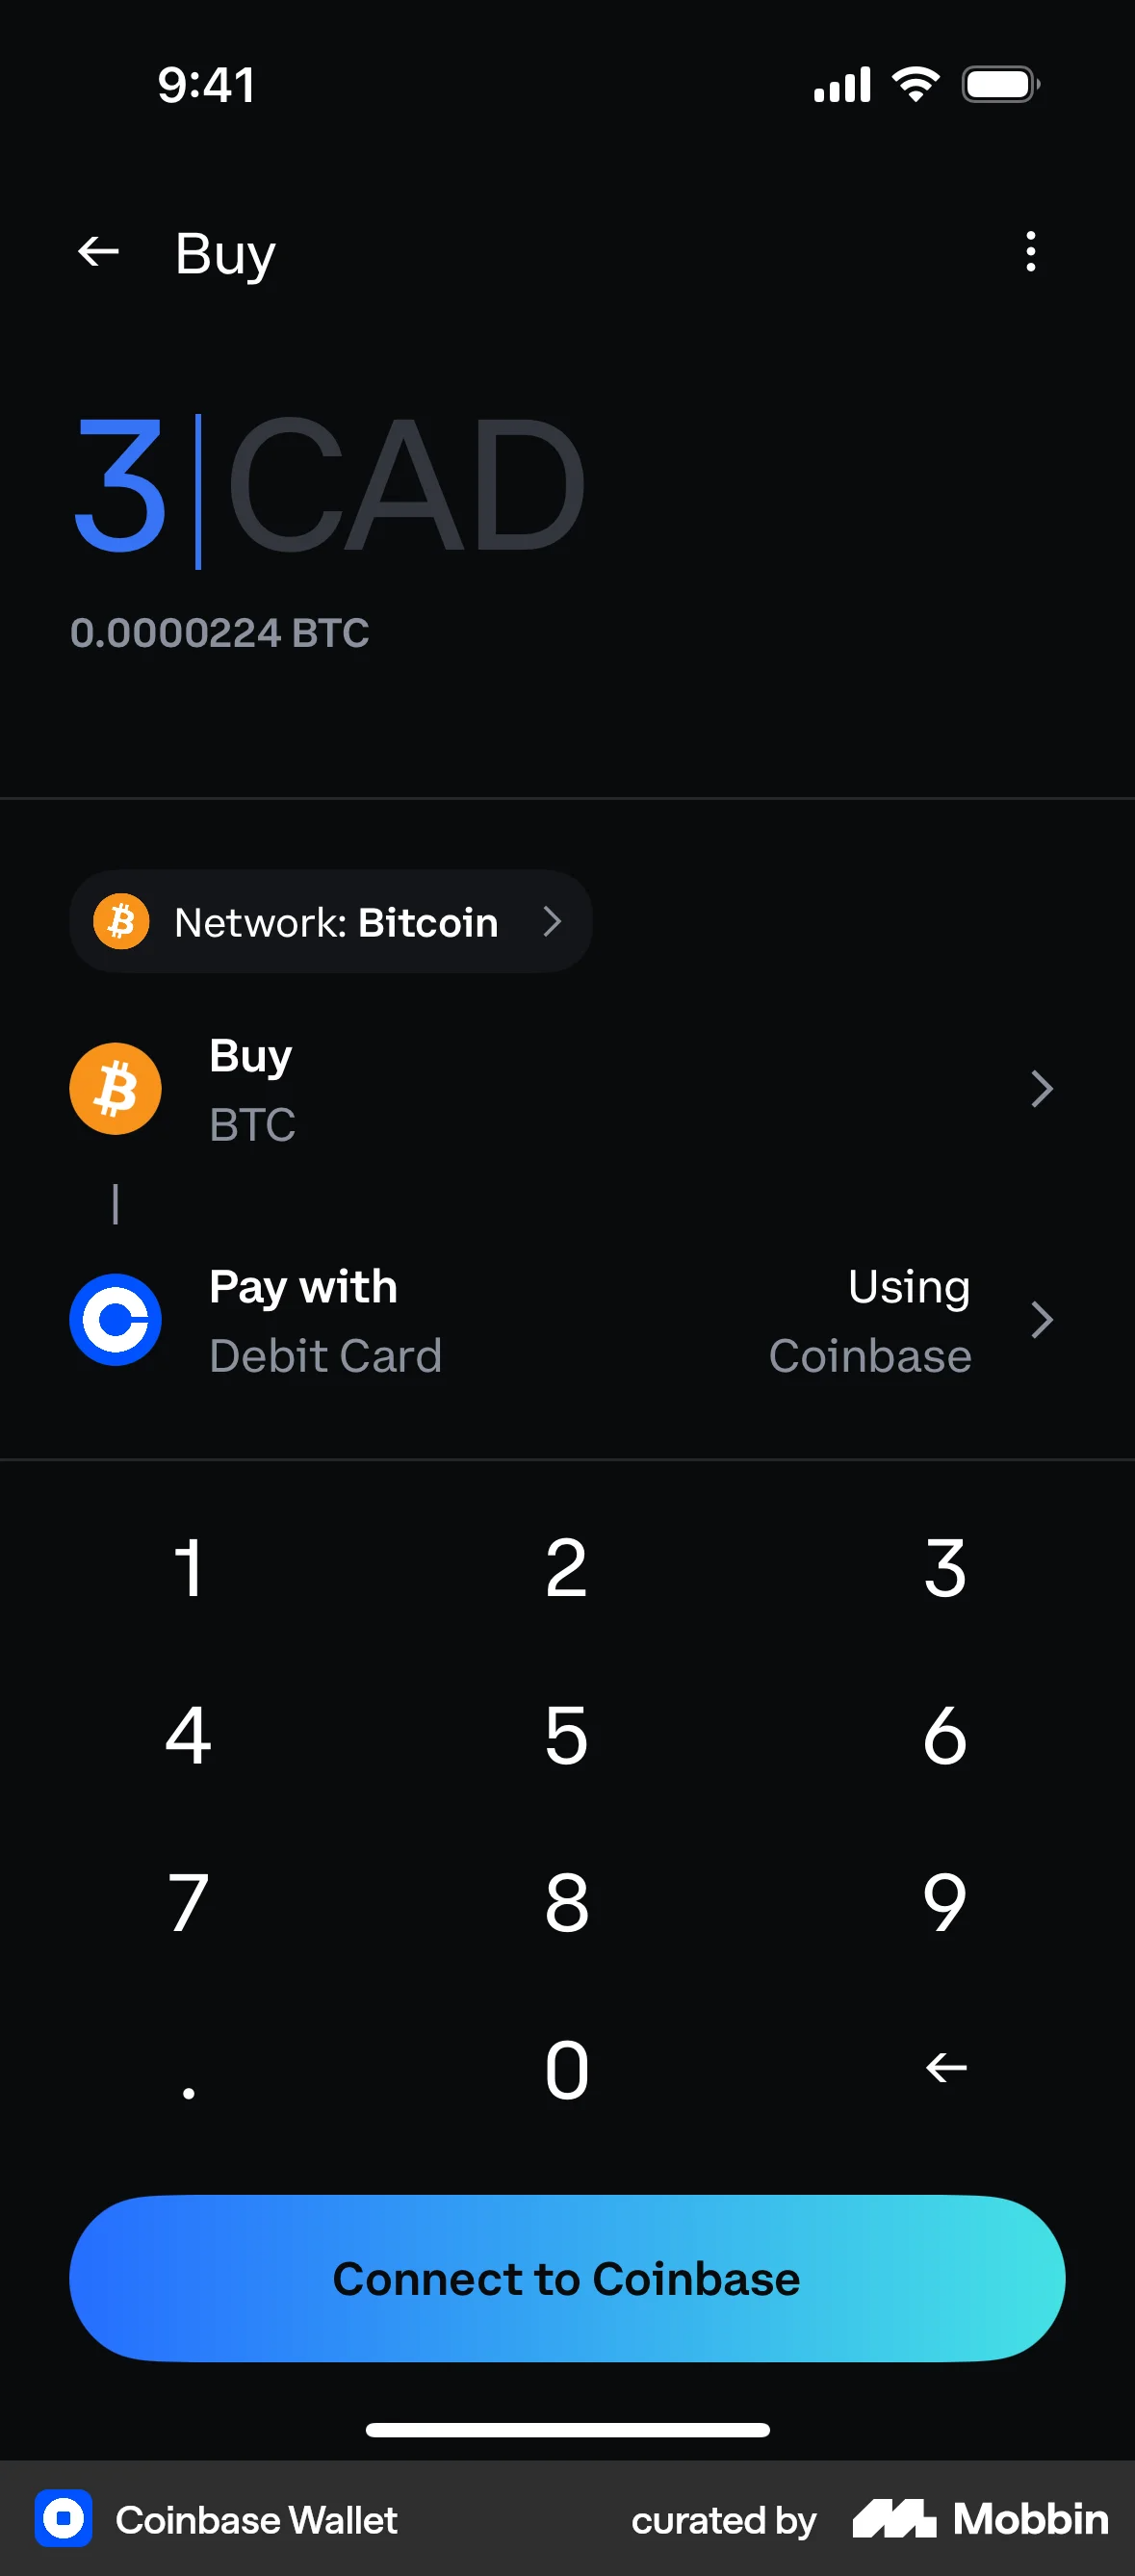 9:41
Buy
3 CAD
0.0000224 BTC
Network: Bitcoin
Buy
BTC
Pay with Using
Debit Card Coinbase
1 2 3
4 5 6
7 8 9
. 0
Connect to Coinbase
Coinbase Wallet curated by Mobbin